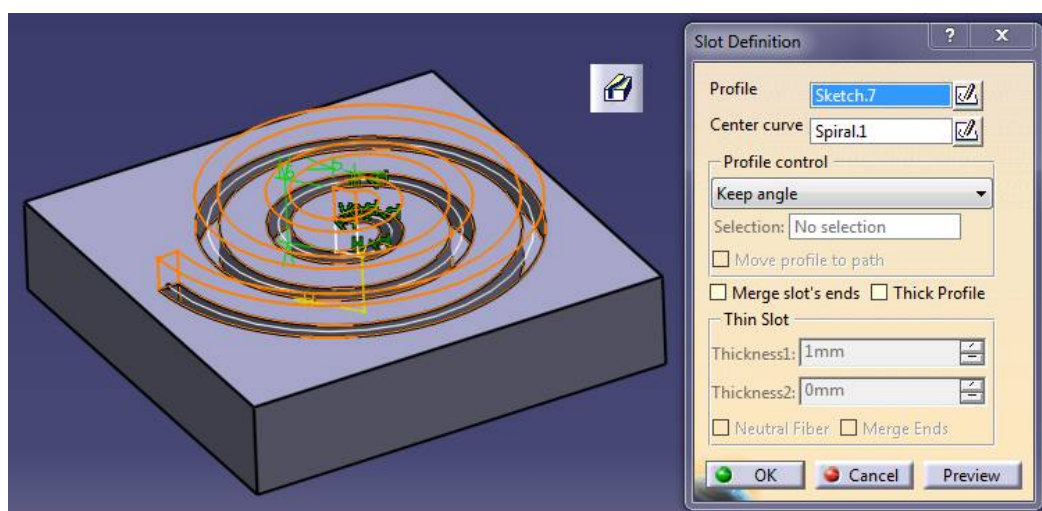 Slot Definition
Profile Sketch.7
Center curve Spiral.1
Profile control
Keep angle
Selection: No selection
Move profile to path
Merge slot's ends Thick Profile
Thin Slot
Thickness1: 1mm
Thickness2: 0mm
Neutral Fiber Merge Ends
OK Cancel Preview